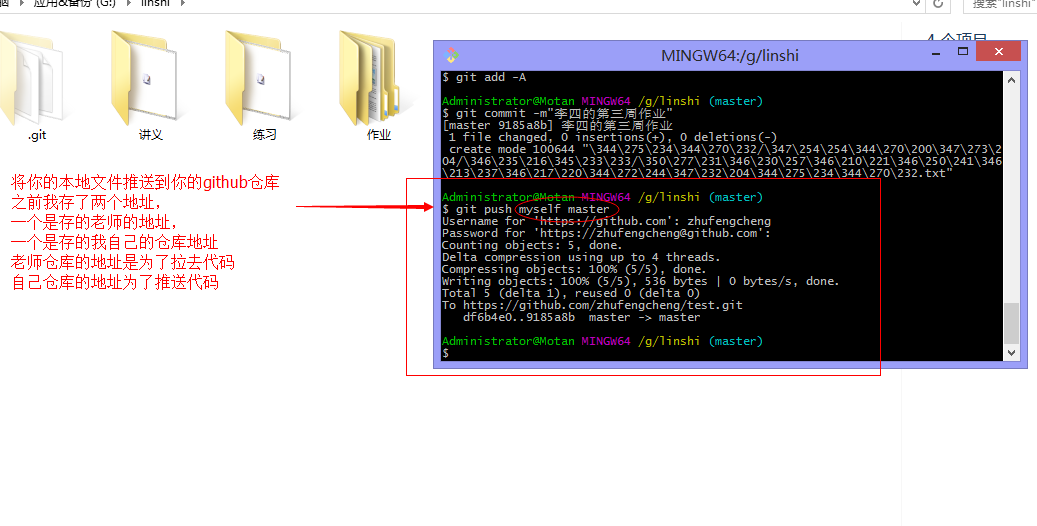 应用&备份 (G:) linshi
搜索"linshi"
4 个项目
.git
讲义
练习
作业
将你的本地文件推送到你的github仓库
之前我存了两个地址，
一个是存的老师的地址,
一个是存的我自己的仓库地址
老师仓库的地址是为了拉去代码
自己仓库的地址为了推送代码
MINGW64:/g/linshi
$ git add -A
Administrator@Motan MINGW64 /g/linshi (master)
$ git commit -m"李四的第三周作业"
[master 9185a8b] 李四的第三周作业
1 file changed, 0 insertions(+), 0 deletions(-)
create mode 100644 "\344\275\234\344\270\232/\347\254\254\344\270\200\347\273\2
04/\346\235\216\345\233\233/\350\277\231\346\230\257\346\210\221\346\250\241\346
\213\237\346\217\220\344\272\244\347\232\204\344\275\234\344\270\232.txt"
Administrator@Motan MINGW64 /g/linshi (master)
$ git push myself master
Username for 'https://github.com': zhufengcheng
Password for 'https://zhufengcheng@github.com':
Counting objects: 5, done.
Delta compression using up to 4 threads.
Compressing objects: 100% (5/5), done.
Writing objects: 100% (5/5), 536 bytes | 0 bytes/s, done.
Total 5 (delta 1), reused 0 (delta 0)
To https://github.com/zhufengcheng/test.git
df6b4e0..9185a8b master -> master
Administrator@Motan MINGW64 /g/linshi (master)
$